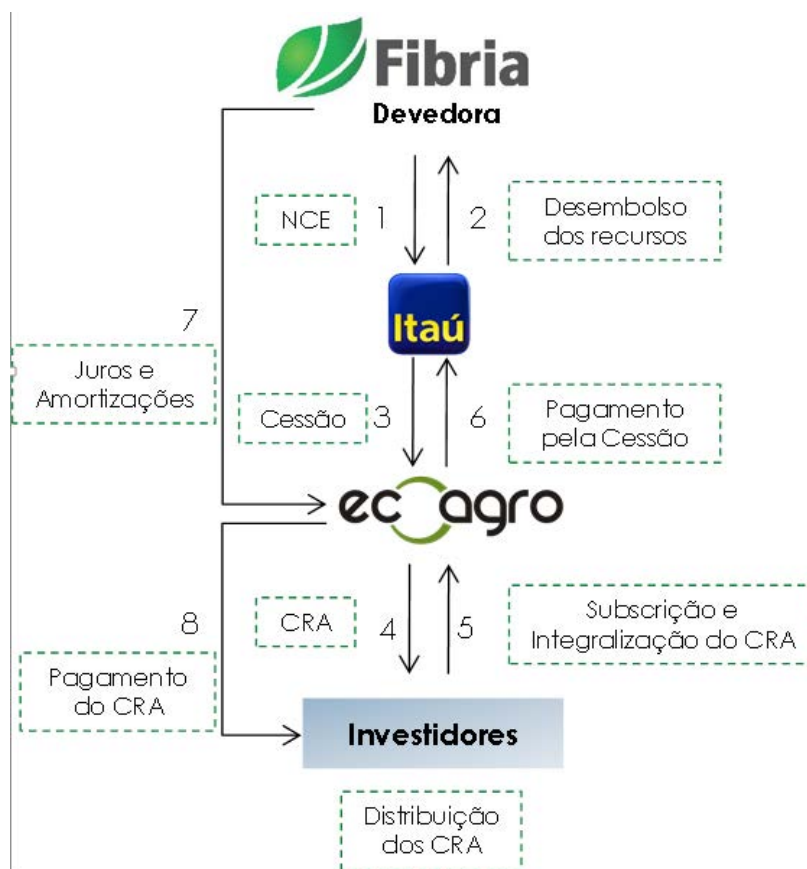 Fibria
Devedora
NCE
1
2
Desembolso
dos recursos
Itaú
7
Juros e
Amortizações
Cessão
3
6
Pagamento
pela Cessão
ecoagro
8
CRA
4
5
Subscrição e
Integralização do CRA
Pagamento
do CRA
Investidores
Distribuição
dos CRA